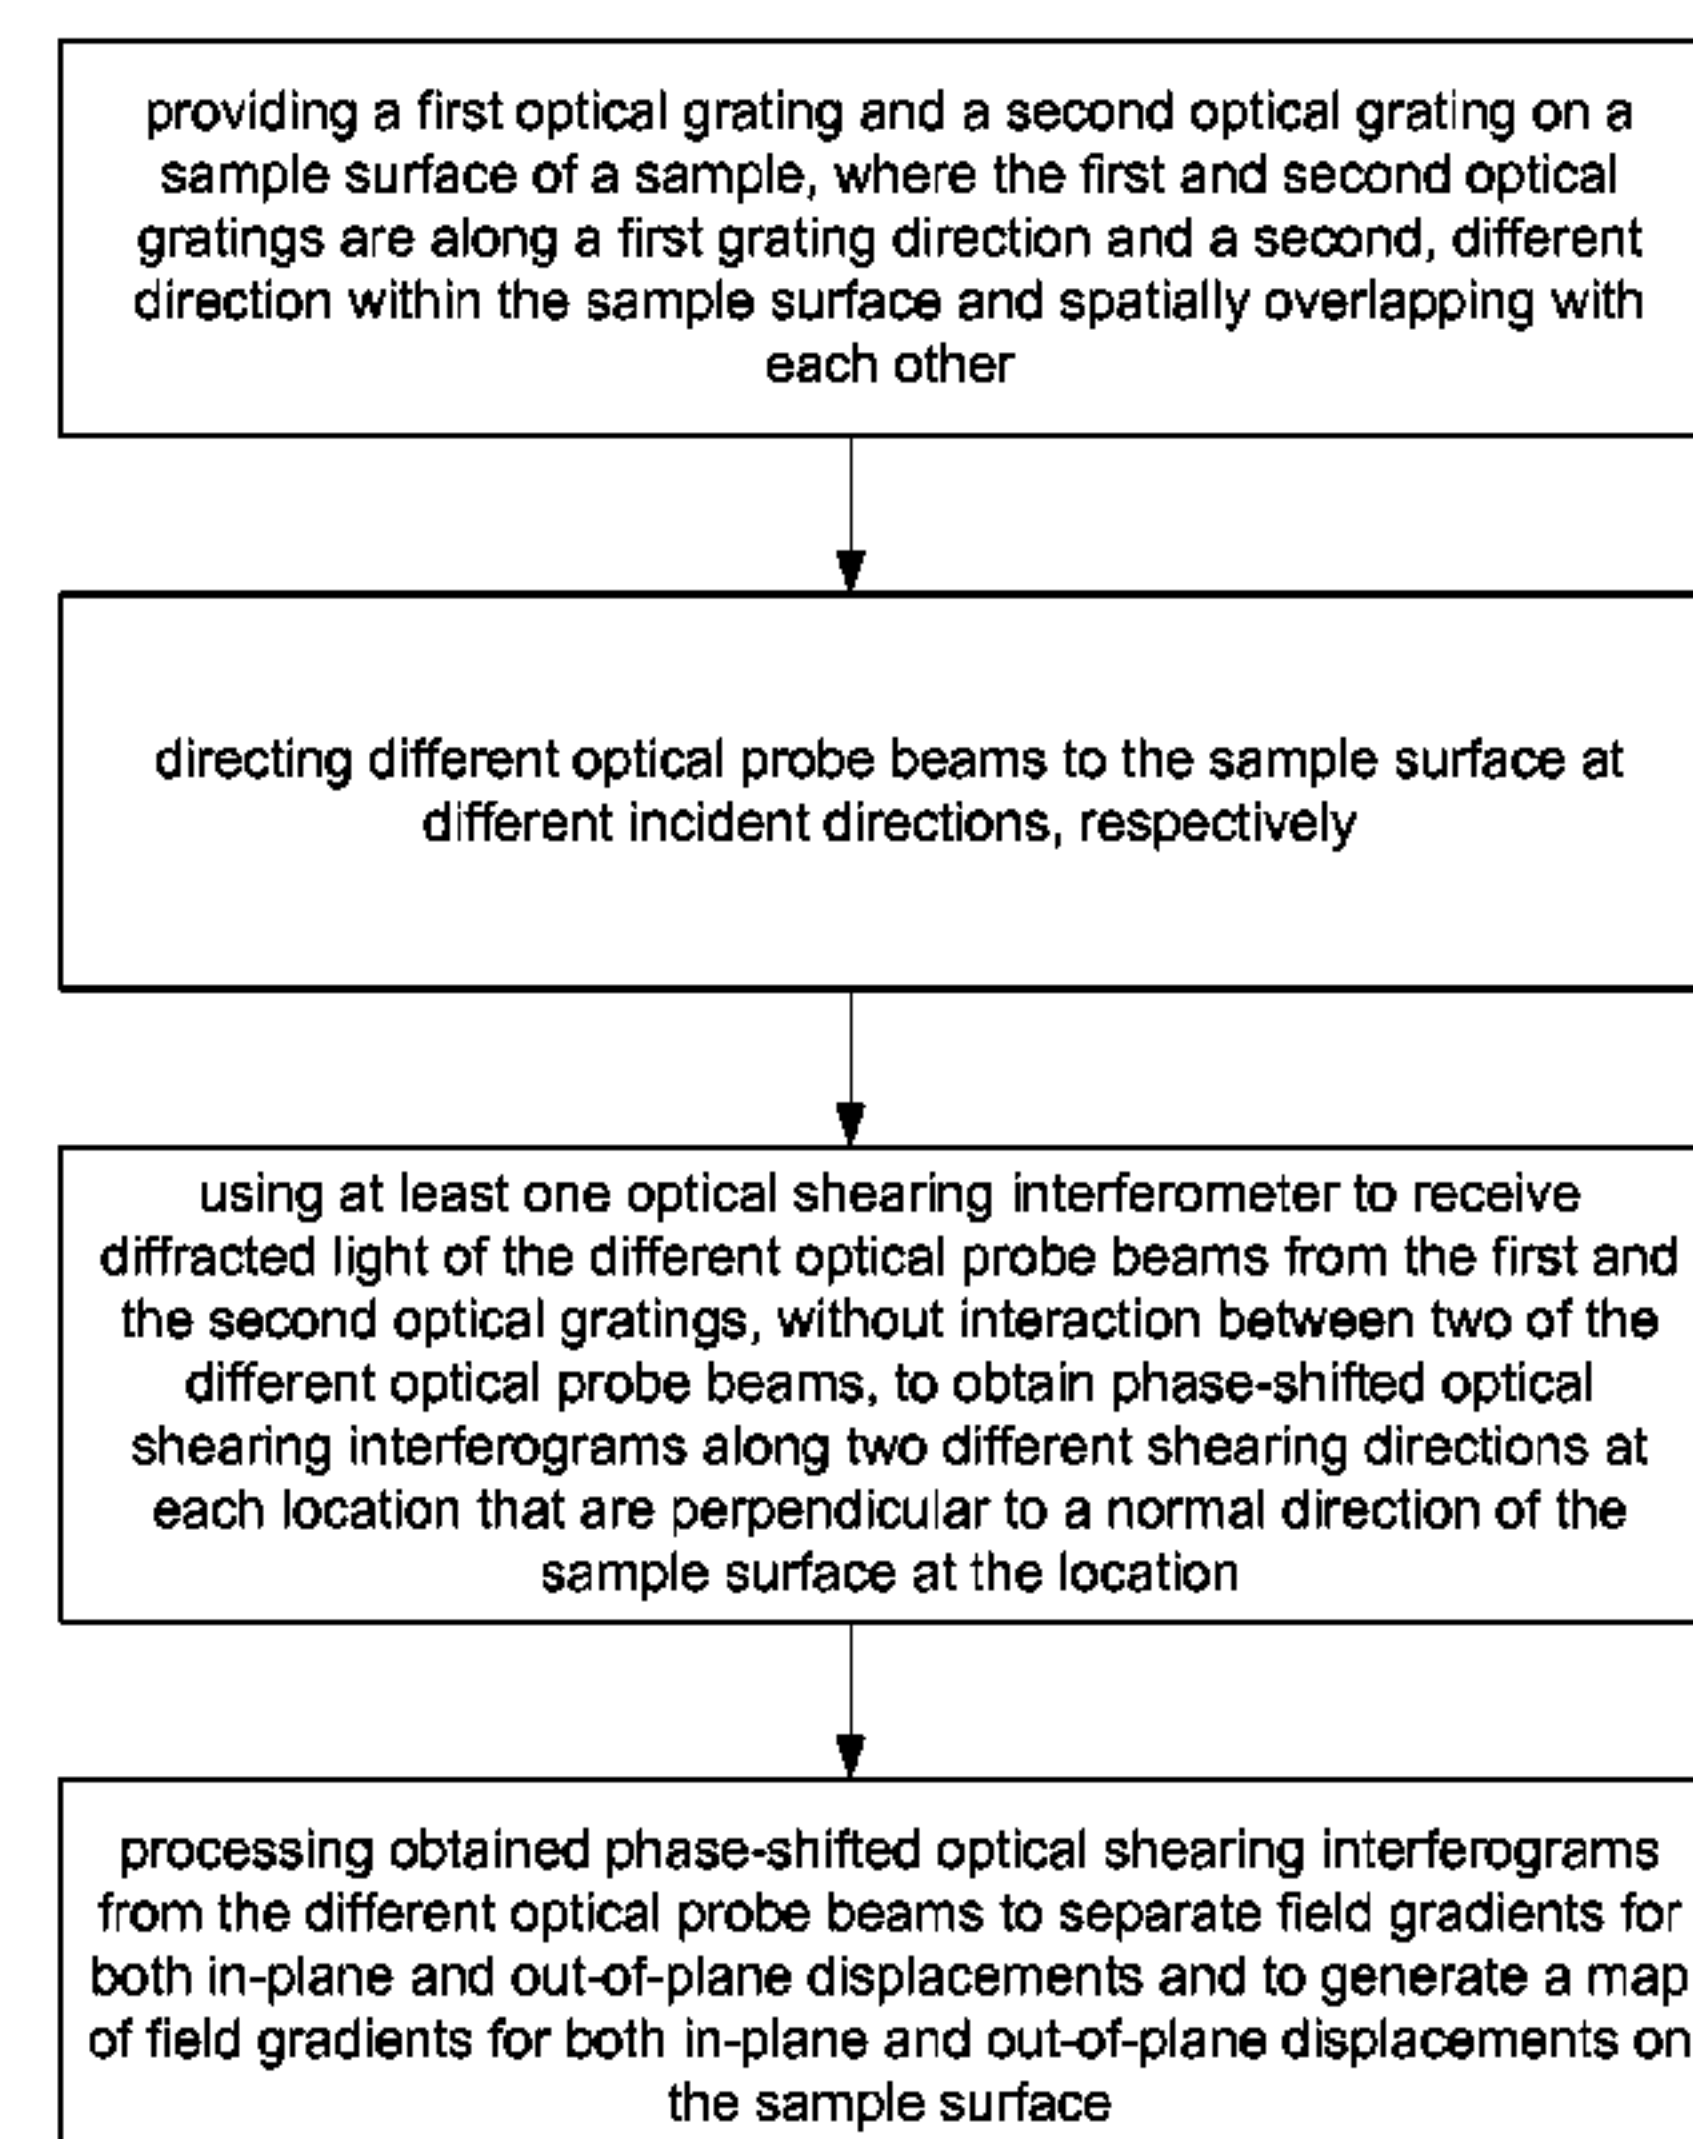 providing a first optical grating and a second optical grating on a
sample surface of a sample, where the first and second optical
gratings are along a first grating direction and a second, different
direction within the sample surface and spatially overlapping with
each other
directing different optical probe beams to the sample surface at
different incident directions, respectively
using at least one optical shearing interferometer to receive
diffracted light of the different optical probe beams from the first and
the second optical gratings, without interaction between two of the
different optical probe beams, to obtain phase-shifted optical
shearing interferograms along two different shearing directions at
each location that are perpendicular to a normal direction of the
sample surface at the location
processing obtained phase-shifted optical shearing interferograms
from the different optical probe beams to separate field gradients for
both in-plane and out-of-plane displacements and to generate a map
of field gradients for both in-plane and out-of-plane displacements on
the sample surface